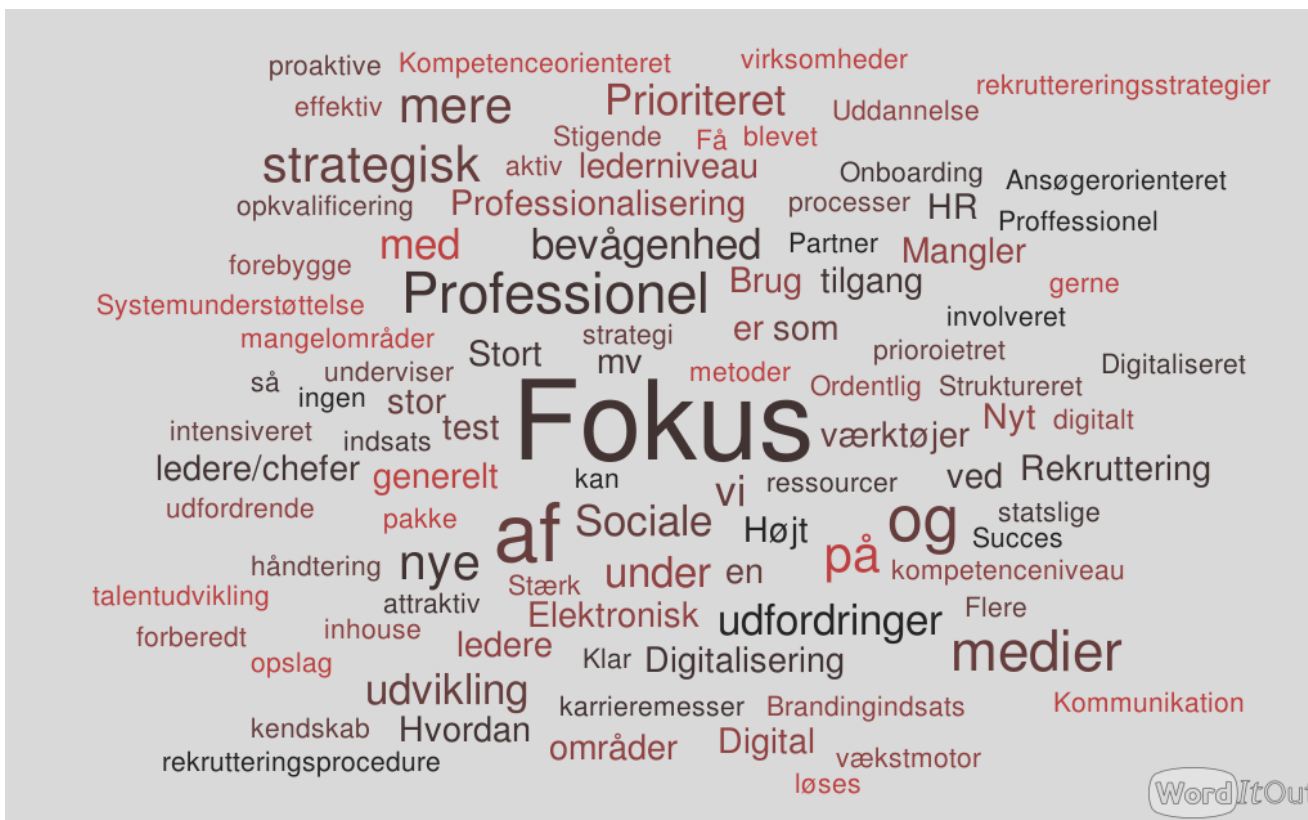 proaktive Kompetenceorienteret virksomheder
rekruttereringsstrategier
effektiv mere Prioriteret Uddannelse
Stigende Få blevet
strategisk aktiv lederniveau Onboarding Ansøgerorienteret
opkvalificering Professionalisering processer HR Proffessionel
med bevågenhed Partner Mangler
forebygge Professionel Brug tilgang gerne
Systemunderstøttelse involveret
mangelområder strategi er som
Stort mv prioroietret Digitaliseret
så underviser metoder Ordentlig Struktureret
ingen stor Fokus Nyt digitalt
intensiveret indsats test værktøjer
ledere/chefer generelt kan vi ressourcer ved Rekruttering
udfordrende pakke af Sociale Højt og statslige
Succes
håndtering nye Stærk under en på kompetenceniveau
talentudvikling attraktiv Elektronisk udfordringer Flere
forberedt inhouse ledere medier
opslag Klar Digitalisering
udvikling karrieremesser Brandingindsats Kommunikation
kendskab Hvordan områder Digital vækstmotor
rekrutteringsprocedure løses
WordItOut